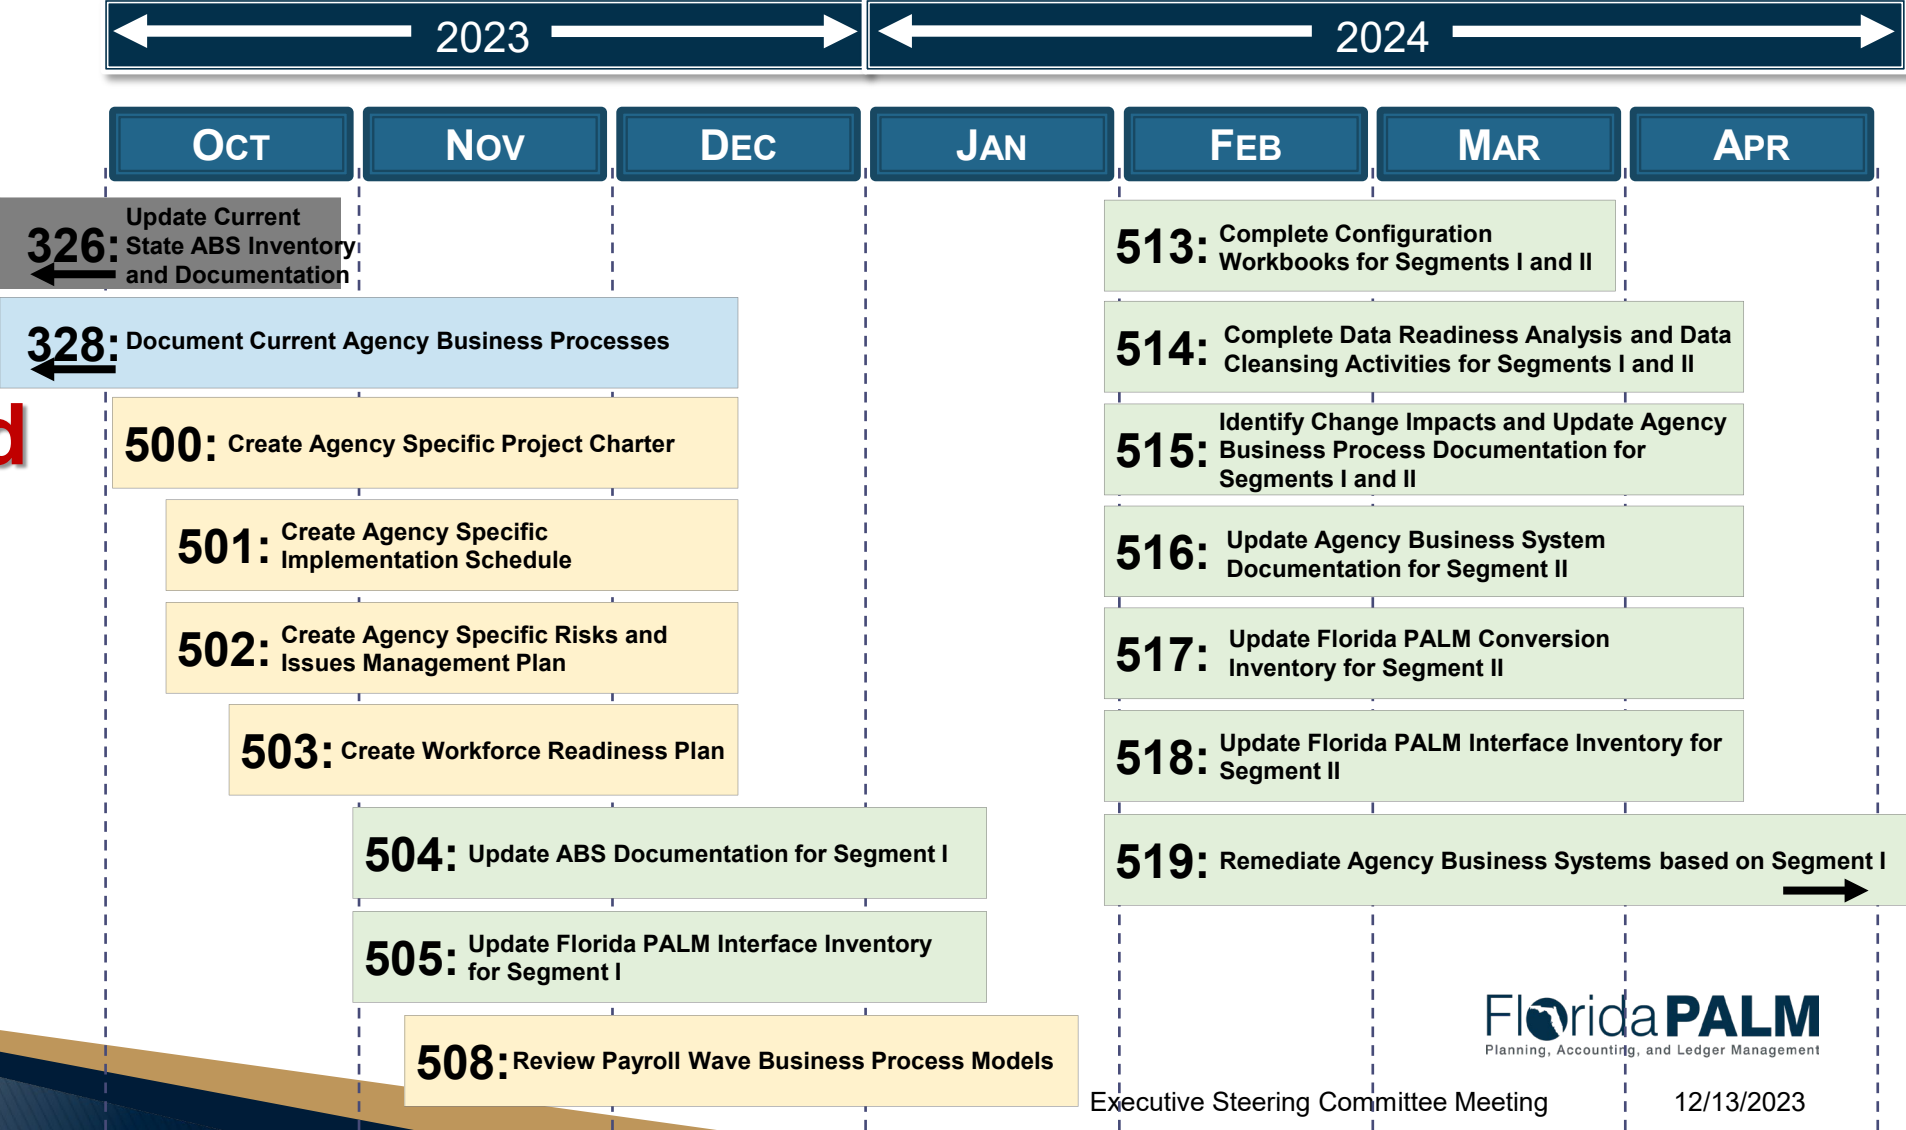 2023
2024
OCT
NOV
DEC
JAN
FEB
MAR
APR
326:
Update Current
State ABS Inventory
and Documentation
328:
Document Current Agency Business Processes
d
500:
Create Agency Specific Project Charter
501:
Create Agency Specific
Implementation Schedule
502:
Create Agency Specific Risks and
Issues Management Plan
503:
Create Workforce Readiness Plan
504:
Update ABS Documentation for Segment I
505:
Update Florida PALM Interface Inventory
for Segment I
508:
Review Payroll Wave Business Process Models
513:
Complete Configuration
Workbooks for Segments I and II
514:
Complete Data Readiness Analysis and Data
Cleansing Activities for Segments I and II
515:
Identify Change Impacts and Update Agency
Business Process Documentation for
Segments I and II
516:
Update Agency Business System
Documentation for Segment II
517:
Update Florida PALM Conversion
Inventory for Segment II
518:
Update Florida PALM Interface Inventory for
Segment II
519:
Remediate Agency Business Systems based on Segment I
Florida PALM
Planning, Accounting, and Ledger Management
Executive Steering Committee Meeting
12/13/2023